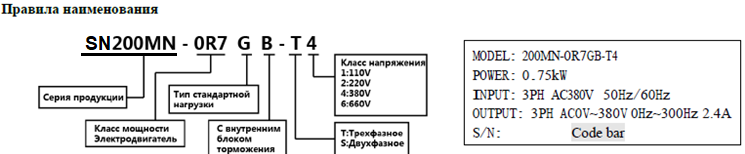 Правила наименования
SN200MN - 0R7 G B - T 4
Класс напряжения
1:110V
2:220V
4:380V
6:660V
Серия продукции
Тип стандартной
нагрузки
Класс мощности
Электродвигатель
С внутренним
блоком
торможения
T:Трехфазное
S:Двухфазное
MODEL: 200MN-0R7GB-T4
POWER: 0.75kW
INPUT: 3PH AC380V 50Hz/60Hz
OUTPUT: 3PH AC0V~380V 0Hz~300Hz 2.4A
S/N: Code bar